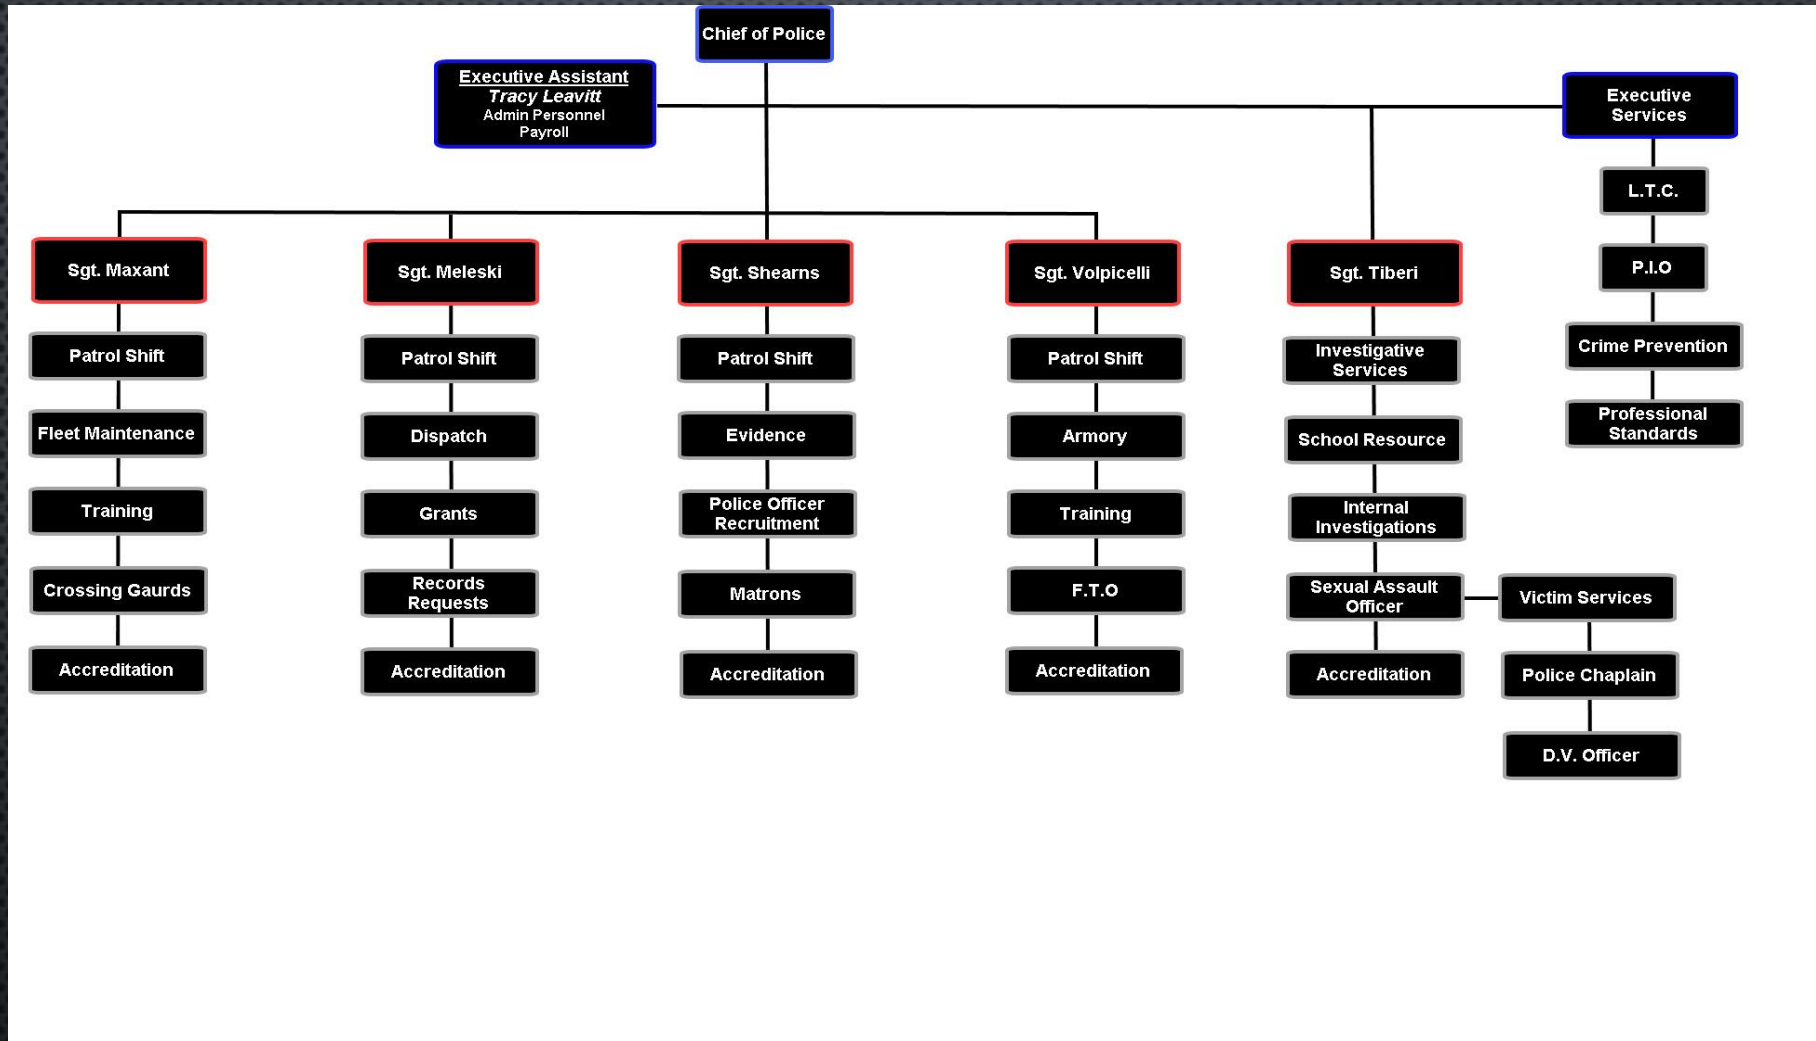 Chief of Police
Executive Assistant
Tracy Leavitt
Admin Personnel
Payroll
Executive
Services
L.T.C.
P.I.O
Crime Prevention
Professional
Standards
Sgt. Maxant
Patrol Shift
Fleet Maintenance
Training
Crossing Gaurds
Accreditation
Sgt. Meleski
Patrol Shift
Dispatch
Grants
Records
Requests
Accreditation
Sgt. Shearns
Patrol Shift
Evidence
Police Officer
Recruitment
Matrons
Accreditation
Sgt. Volpicelli
Patrol Shift
Armory
Training
F.T.O
Accreditation
Sgt. Tiberi
Investigative
Services
School Resource
Internal
Investigations
Sexual Assault
Officer
Accreditation
Victim Services
Police Chaplain
D.V. Officer